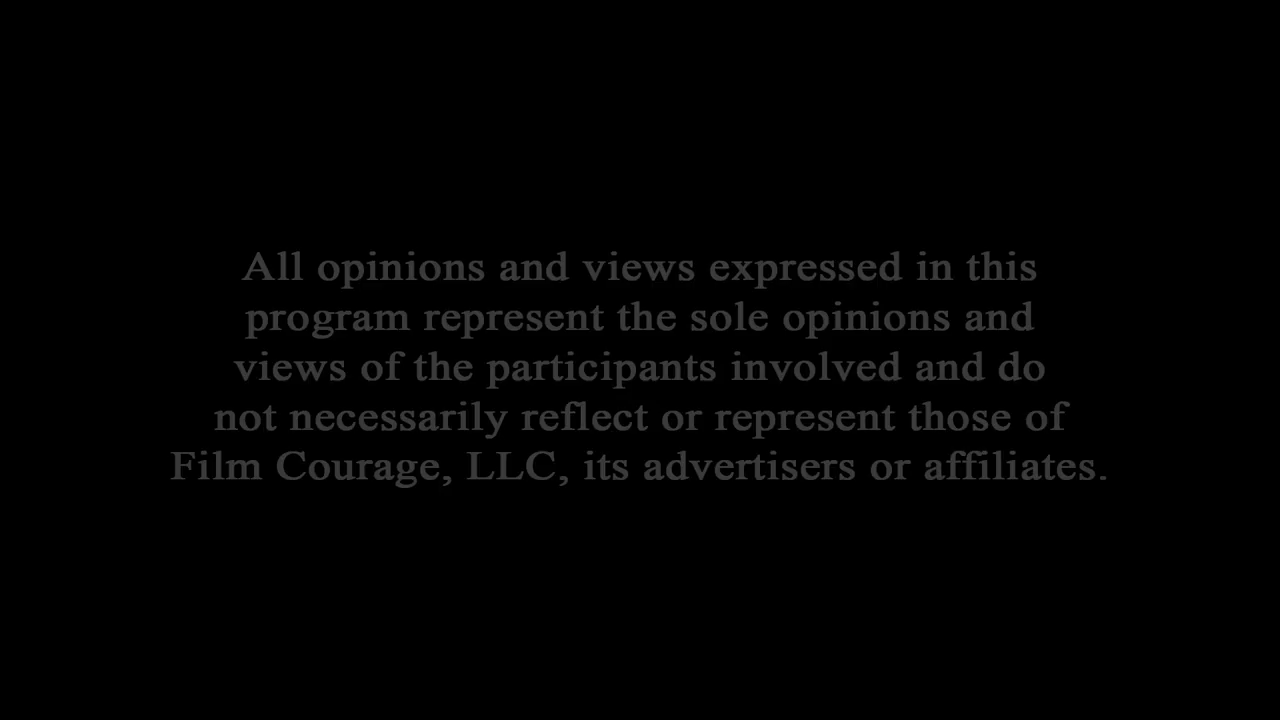 All opinions and views expressed in this
program represent the sole opinions and
views of the participants involved and do
not necessarily reflect or represent those of
Film Courage, LLC, its advertisers or affiliates.